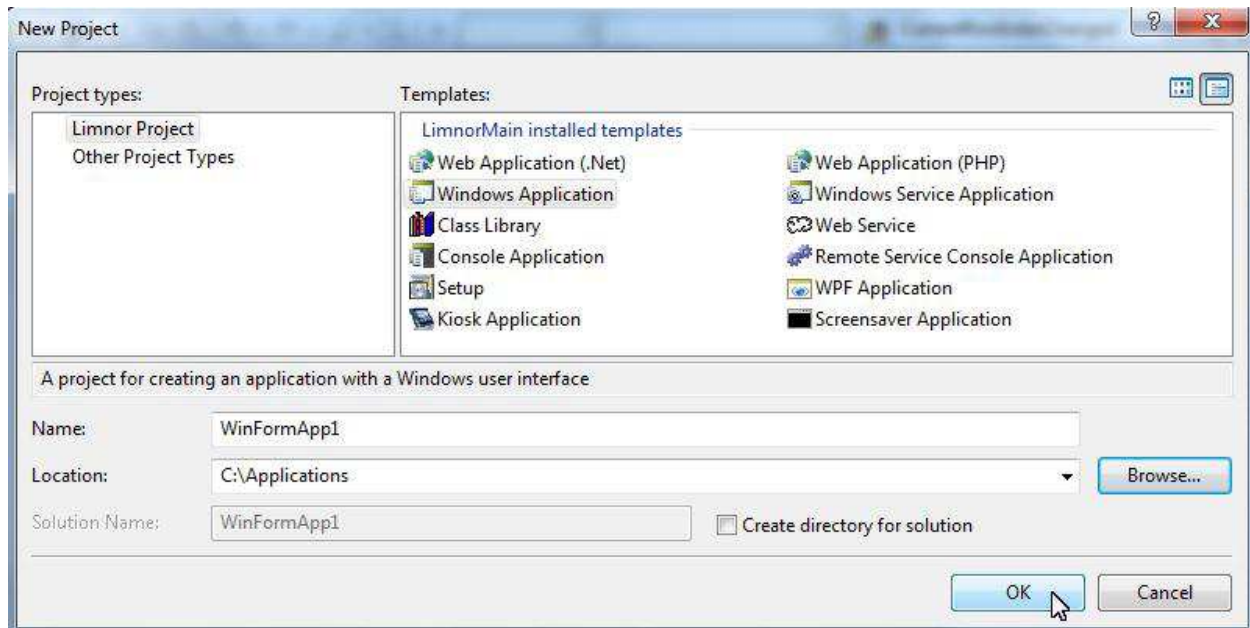 New Project
Project types:
Templates:
Limnor Project
Other Project Types
LimnorMain installed templates
Web Application (.Net)
Web Application (PHP)
Windows Application
Windows Service Application
Class Library
Web Service
Console Application
Remote Service Console Application
Setup
WPF Application
Kiosk Application
Screensaver Application
A project for creating an application with a Windows user interface
Name: WinFormApp1
Location: C:\Applications Browse...
Solution Name: WinFormApp1 Create directory for solution
OK Cancel